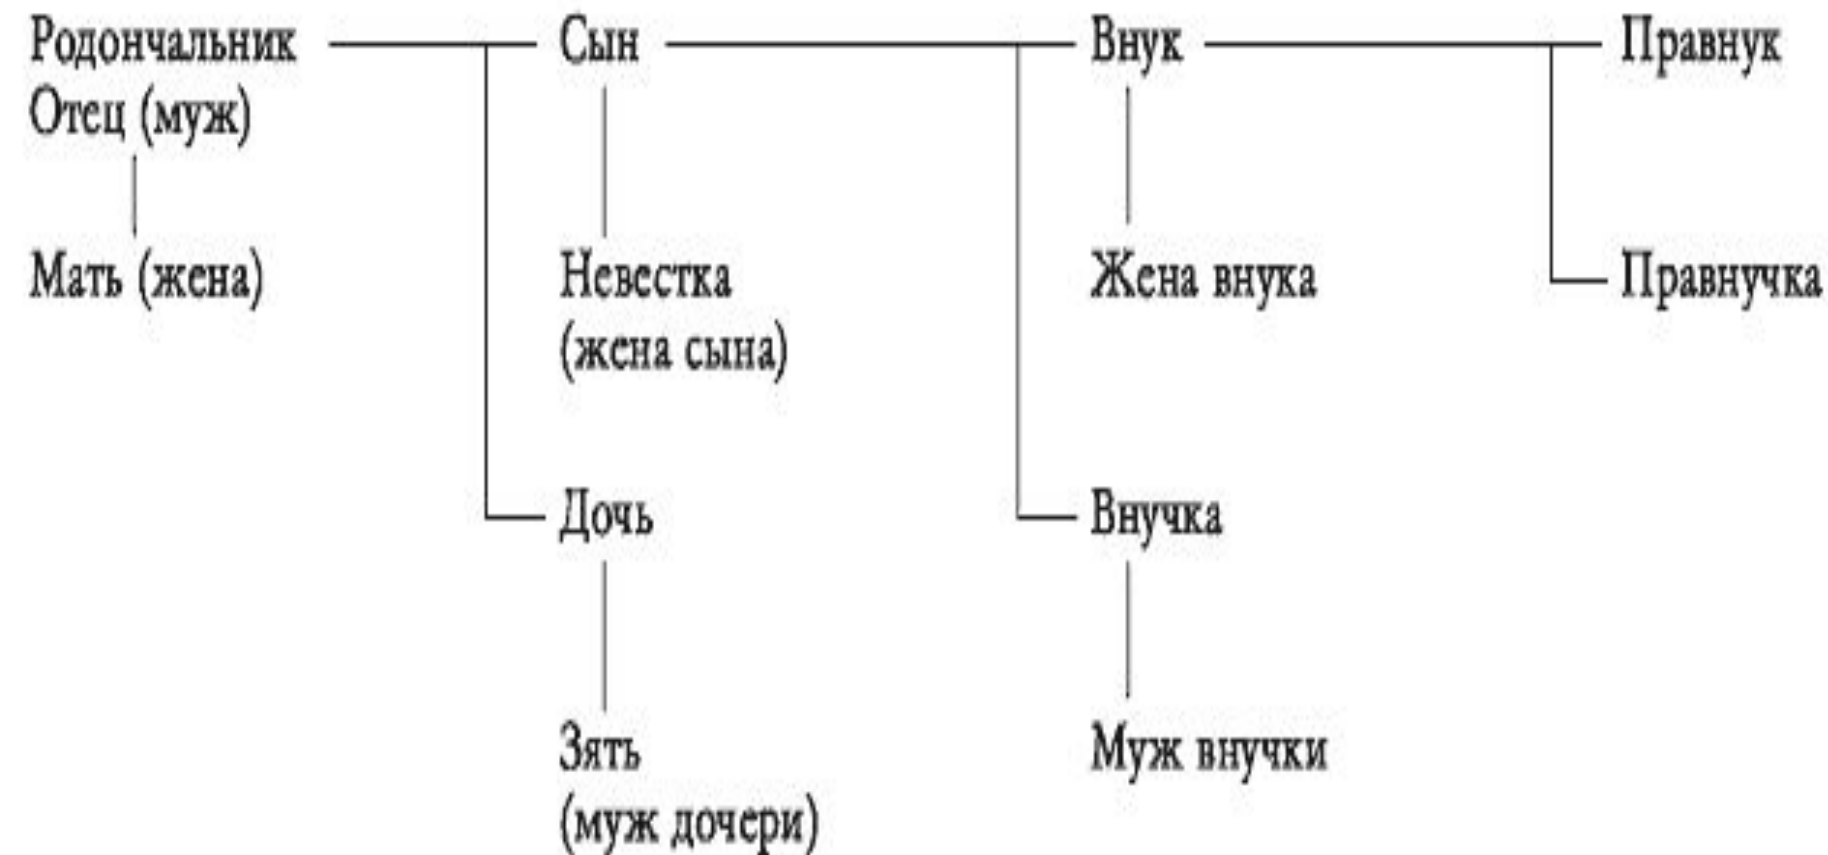 Родончальник
Отец (муж)
Мать (жена)
Сын
Невестка
(жена сына)
Дочь
Зять
(муж дочери)
Внук
Жена внука
Внучка
Муж внучки
Правнук
Правнучка